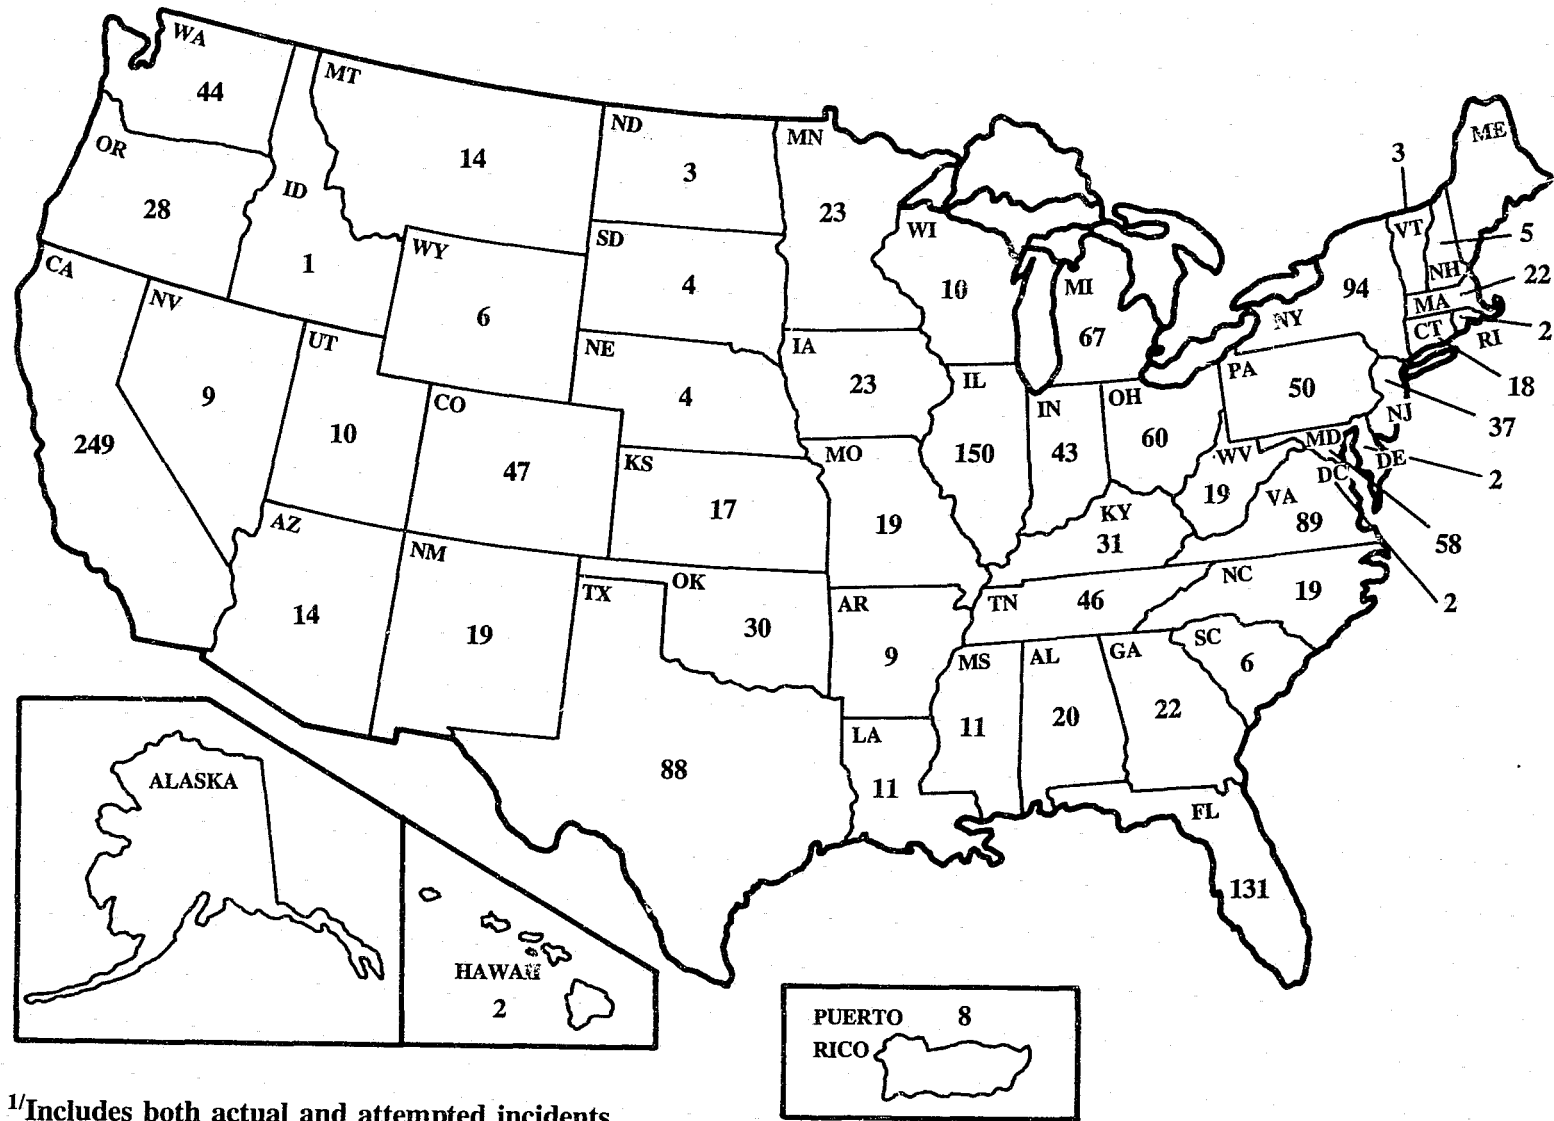 WA
44
MT
14
ND
3
MN
23
OR
28
ID
1
WY
6
SD
4
WI
10
MI
67
ME
3
VT
5
NH
22
MA
94
NY
CT
RI
2
18
CA
249
NV
9
UT
10
CO
47
NE
4
IA
23
IL
150
IN
43
OH
60
PA
50
NJ
37
KS
17
MO
19
KY
31
WV
19
VA
89
MD
DC
DE
2
58
2
AZ
14
NM
19
TX
88
OK
30
AR
9
TN
46
NC
19
SC
6
MS
11
AL
20
GA
22
LA
11
FL
131
ALASKA
HAWAII
2
PUERTO 8
RICO
1/Includes both actual and attempted incidents